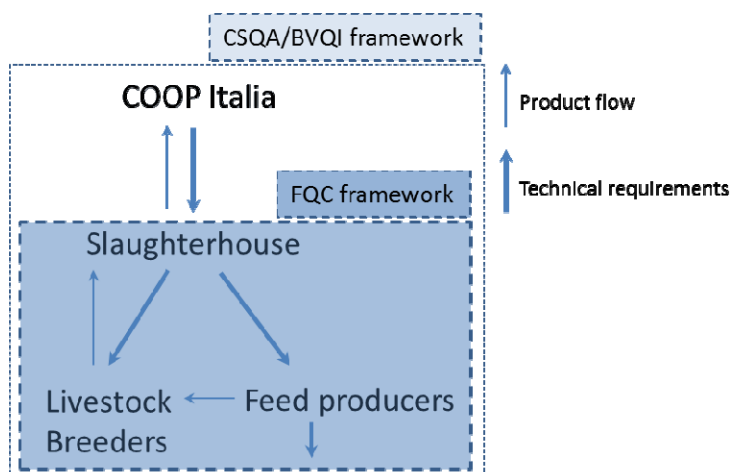 CSQA/BVQI framework
COOP Italia
Product flow
FQC framework
Technical requirements
Slaughterhouse
Livestock
Breeders
Feed producers